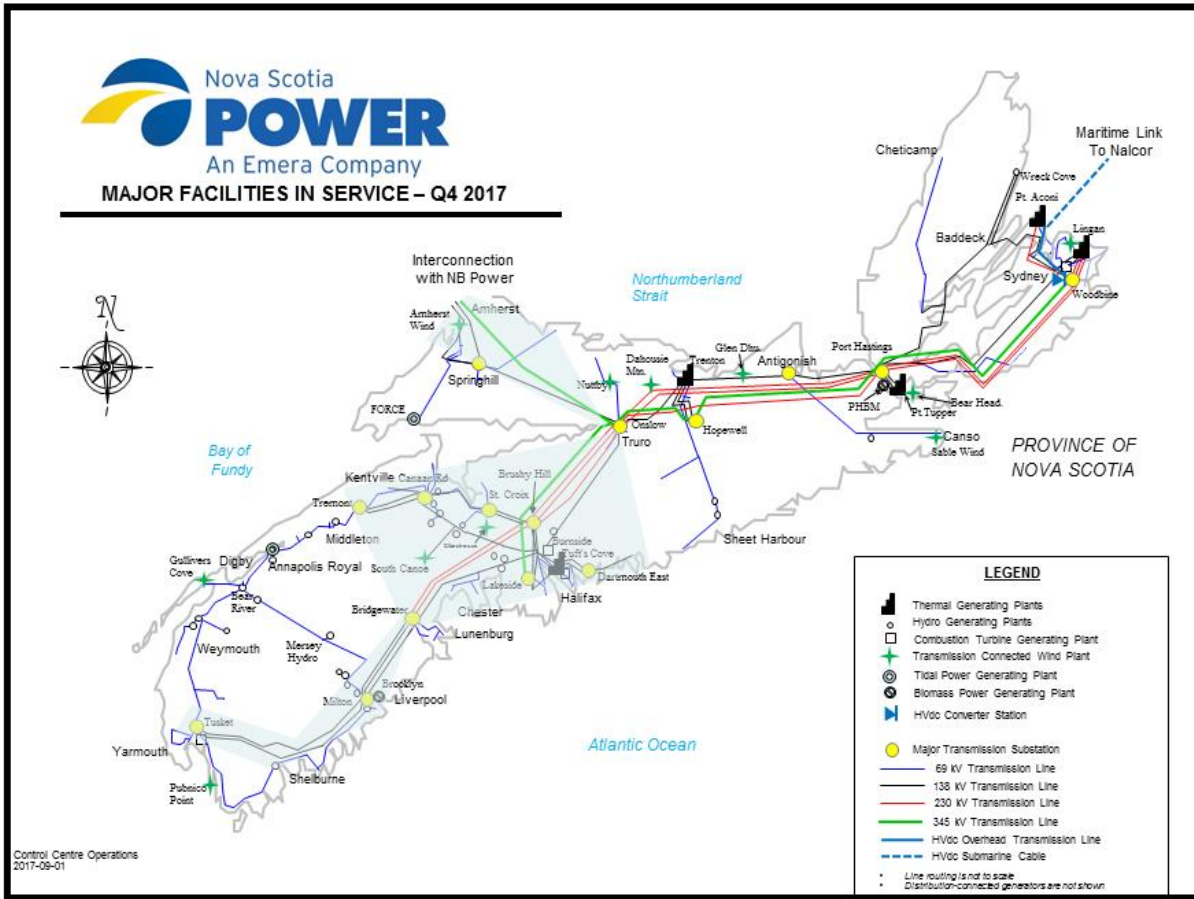 Nova Scotia
POWER
An Emera Company
MAJOR FACILITIES IN SERVICE – Q4 2017
Maritime Link
To Nalcor
Cheticamp
Wreck Cove
Pt. Aconi
Lingan
Baddeck
Sydney
Woodbine
Interconnection
with NB Power
Northumberland
Strait
N
Amherst
Wind
Amherst
Springhill
Nuttby
Dahousie
Mtn.
Trenton
Glen Dhu
Antigonish
Port Hastings
PHBM
Pt Tupper
Bear Head.
FORCE
Onslow
Truro
Hopewell
Canso
Sable Wind
PROVINCE OF
NOVA SCOTIA
Bay of
Fundy
Kentville
Canaan Rd
Brushy Hill
St. Croix
Tremont
Middleton
Sheet Harbour
Burnside
Tuft's Cove
South Canoe
Lakeside
Dartmouth East
Halifax
Gullivers
Cove
Digby
Annapolis Royal
Bear
River
Bridgewater
Chester
Lunenburg
Weymouth
Mersey
Hydro
Brooklyn
Milton
Liverpool
Tusket
Yarmouth
Shelburne
Pubnico
Point
Atlantic Ocean
LEGEND
Thermal Generating Plants
Hydro Generating Plants
Combustion Turbine Generating Plant
Transmission Connected Wind Plant
Tidal Power Generating Plant
Biomass Power Generating Plant
HVdc Converter Station
Major Transmission Substation
69 kV Transmission Line
138 kV Transmission Line
230 kV Transmission Line
345 kV Transmission Line
HVdc Overhead Transmission Line
HVdc Submarine Cable
Line routing is not to scale
Distribution-connected generators are not shown
Control Centre Operations
2017-09-01